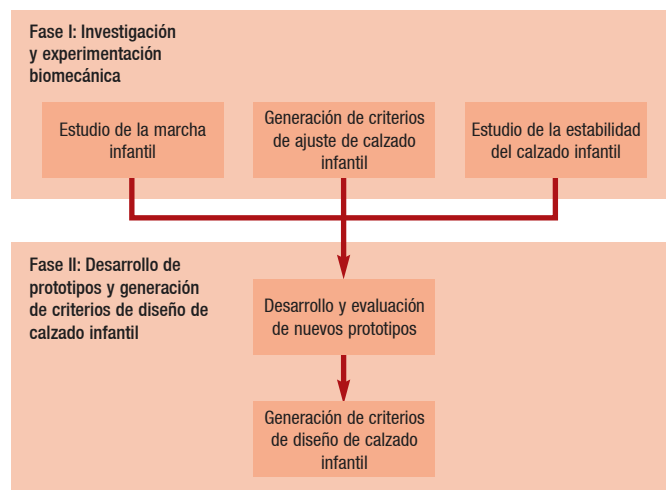 Fase I: Investigación
y experimentación
biomecánica
Estudio de la marcha
infantil
Generación de criterios
de ajuste de calzado
infantil
Estudio de la estabilidad
del calzado infantil
Fase II: Desarrollo de
prototipos y generación
de criterios de diseño de
calzado infantil
Desarrollo y evaluación
de nuevos prototipos
Generación de criterios
de diseño de calzado
infantil